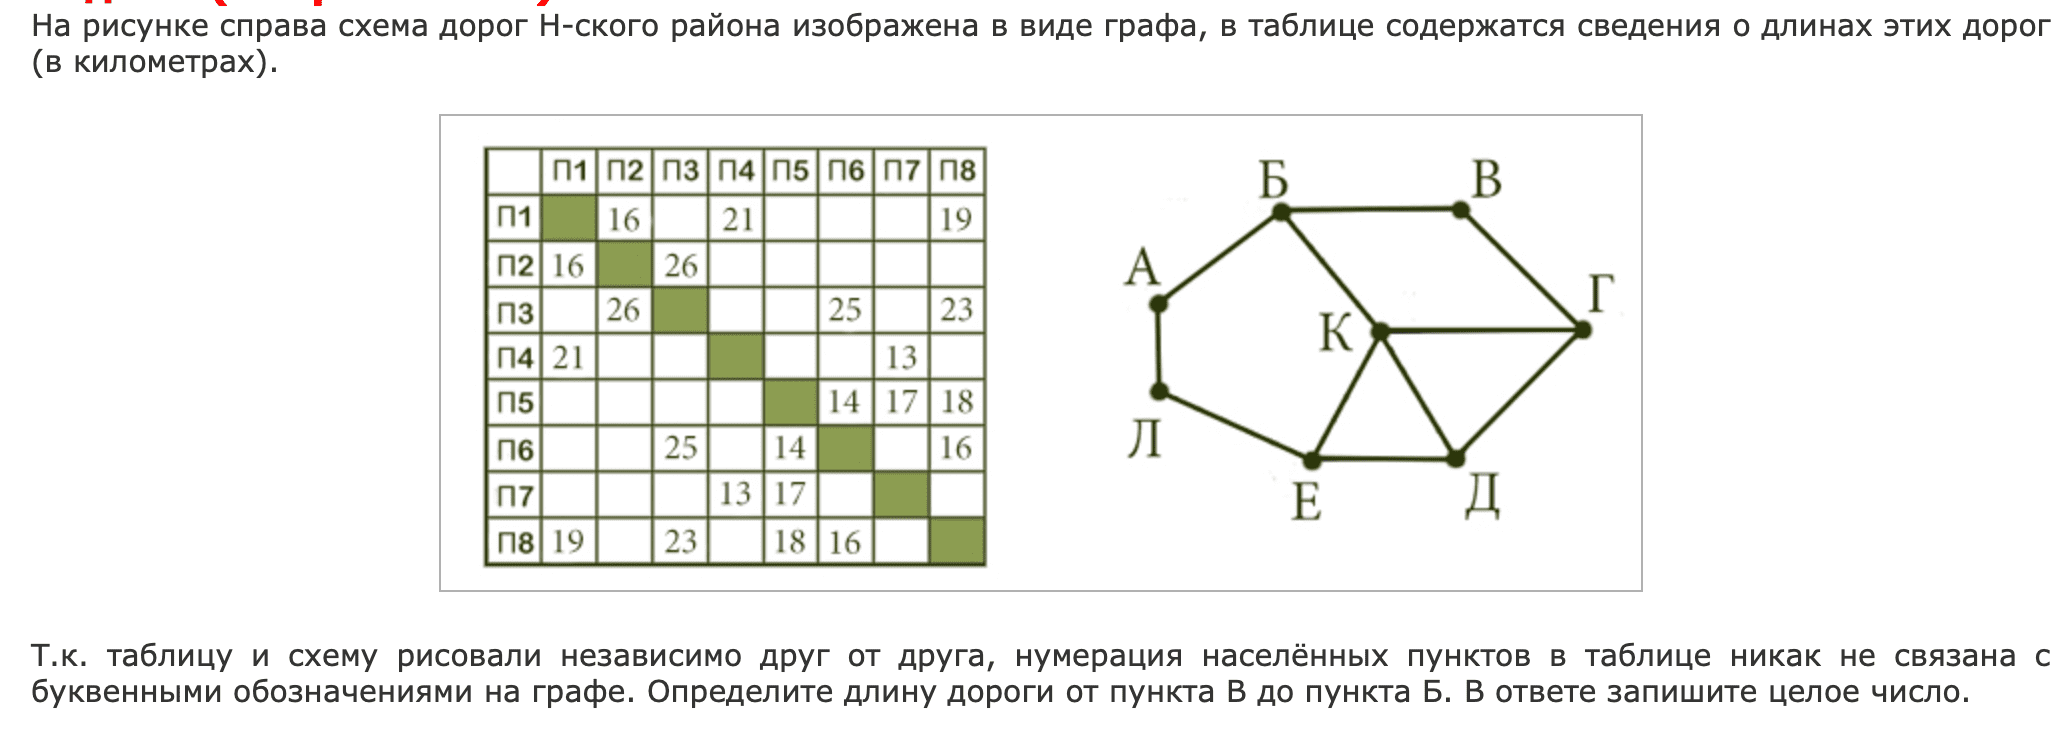 На рисунке справа схема дорог Н-ского района изображена в виде графа, в таблице содержатся сведения о длинах этих дорог
(в километрах).
П1 П2 П3 П4 П5 П6 П7 П8
П1 16 21 19
П2 16 26
П3 26 25 23
П4 21 13
П5 14 17 18
П6 25 14 16
П7 13 17
П8 19 23 18 16
Б В
А
Г
К
Л
Е Д
Т.к. таблицу и схему рисовали независимо друг от друга, нумерация населённых пунктов в таблице никак не связана с
буквенными обозначениями на графе. Определите длину дороги от пункта В до пункта Б. В ответе запишите целое число.